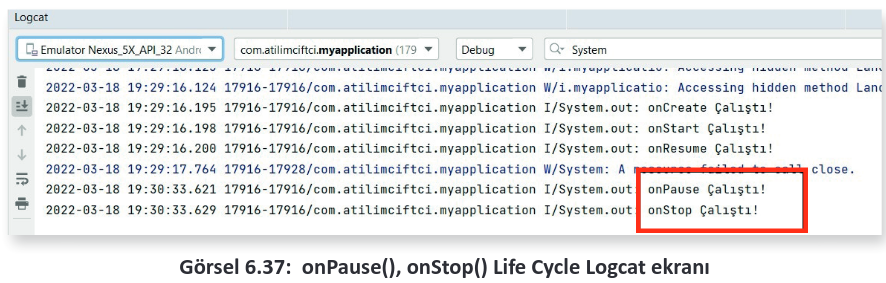 Logcat
Emulator Nexus_5X_API_32 Andro com.atilimciftci.myapplication (179 Debug System
2022-03-18 19:29:16.123 17916-17916/com.atilimciftci.myapplication W/i.myapplicatio: Accessing hidden method Land
2022-03-18 19:29:16.124 17916-17916/com.atilimciftci.myapplication W/i.myapplicatio: Accessing hidden method Land
2022-03-18 19:29:16.195 17916-17916/com.atilimciftci.myapplication I/System.out: onCreate Çalıştı!
2022-03-18 19:29:16.198 17916-17916/com.atilimciftci.myapplication I/System.out: onStart Çalıştı!
2022-03-18 19:29:16.200 17916-17916/com.atilimciftci.myapplication I/System.out: onResume Çalıştı!
2022-03-18 19:29:17.764 17916-17928/com.atilimciftci.myapplication W/System: A resource failed to call close.
2022-03-18 19:30:33.621 17916-17916/com.atilimciftci.myapplication I/System.out: onPause Çalıştı!
2022-03-18 19:30:33.629 17916-17916/com.atilimciftci.myapplication I/System.out: onStop Çalıştı!
Görsel 6.37: onPause(), onStop() Life Cycle Logcat ekranı